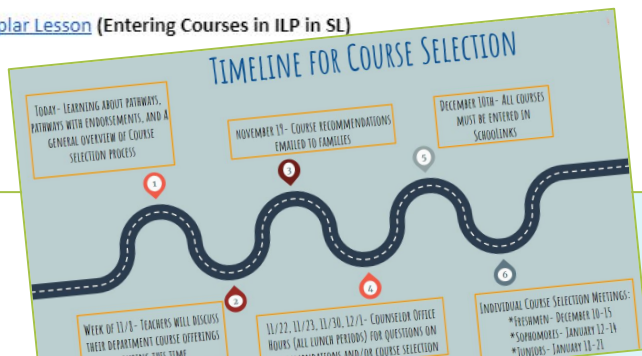 plar Lesson (Entering Courses in ILP in SL)
Timeline for Course Selection
Today- Learning about pathways,
pathways with endorsements, and a
general overview of Course
selection process
November 19- Course recommendations
emailed to families
December 10th- All courses
must be entered in
SchooLinks
1
3
5
2
4
6
Week of 11/8- Teachers will discuss
their department course offerings
during this time
11/22, 11/23, 11/30, 12/1- Counselor Office
Hours (all lunch periods) for questions on
and/or course selection
Individual Course Selection Meetings:
*Freshmen- December 10-15
*Sophomores- January 12-14
*Juniors- January 18-21